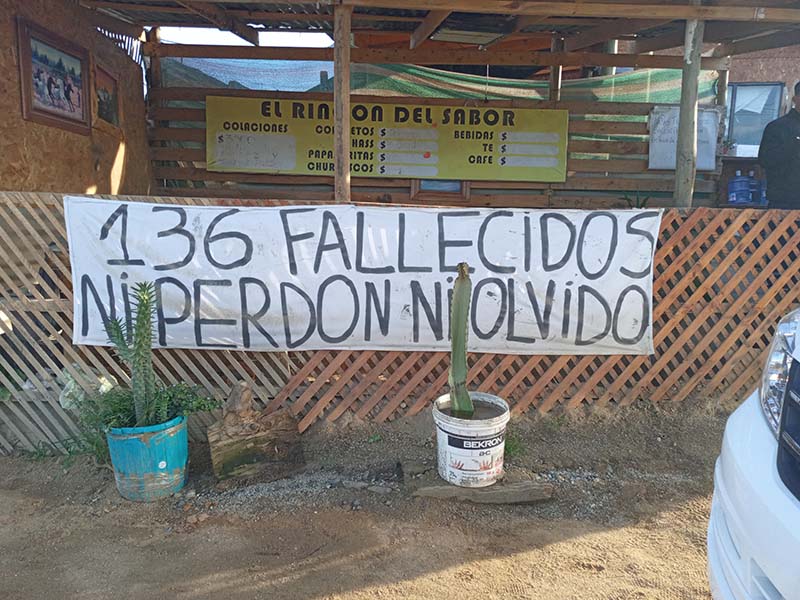 EL RINCON DEL SABOR
COLACIONES
COMPLETOS $
BEBIDAS $
HASS $
TE $
PAPAS FRITAS $
CAFE $
CHURRASCOS $
136 FALLECIDOS
Ni PERDON Ni OLVIDO
BEKRON